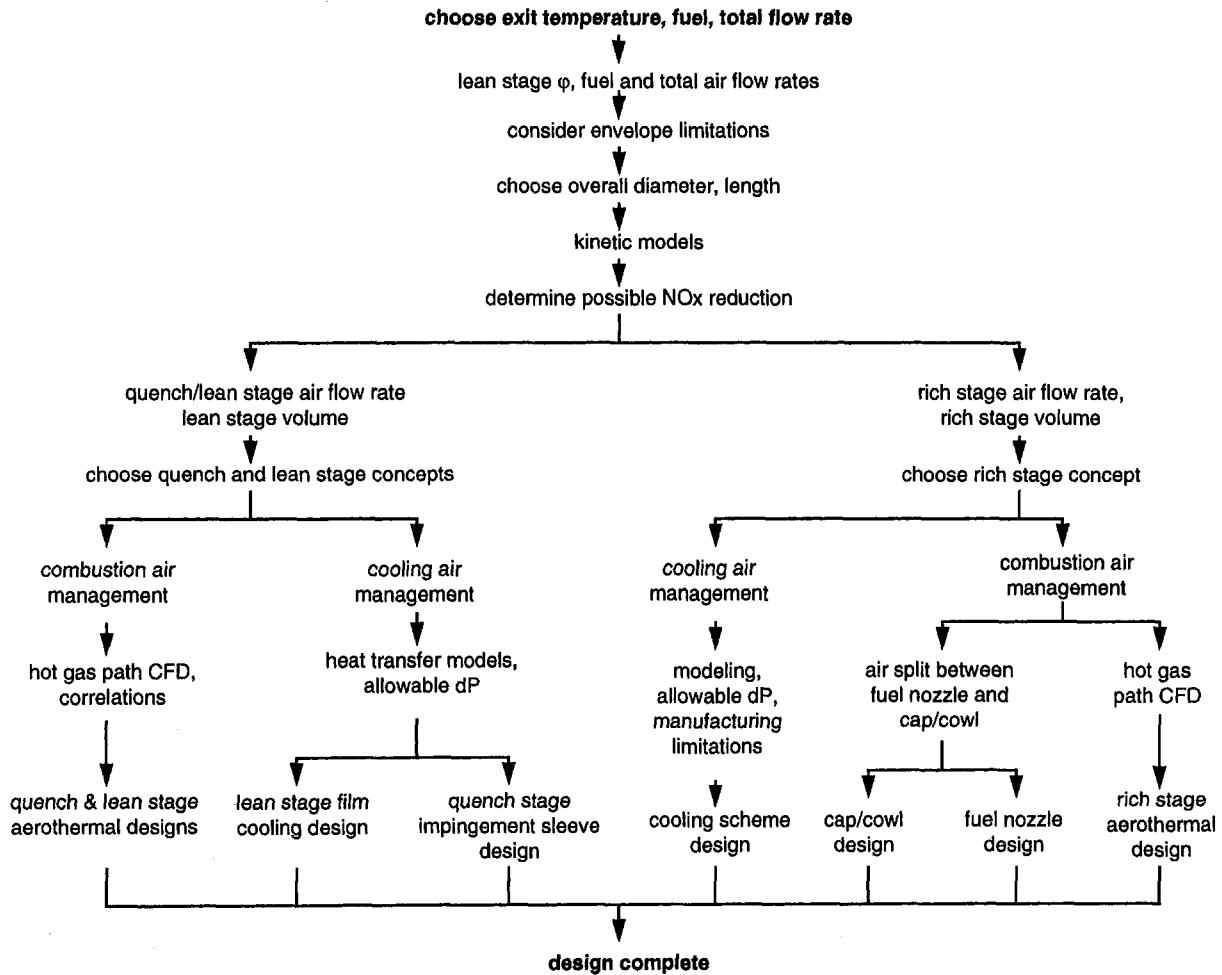 choose exit temperature, fuel, total flow rate
lean stage φ, fuel and total air flow rates
consider envelope limitations
choose overall diameter, length
kinetic models
determine possible NOx reduction
quench/lean stage air flow rate
lean stage volume
rich stage air flow rate,
rich stage volume
choose quench and lean stage concepts
choose rich stage concept
combustion air
management
cooling air
management
cooling air
management
combustion air
management
hot gas path CFD,
correlations
heat transfer models,
allowable dP
modeling,
allowable dP,
manufacturing
limitations
air split between
fuel nozzle and
cap/cowl
hot gas
path CFD
quench & lean stage
aerothermal designs
lean stage film
cooling design
quench stage
impingement sleeve
design
cooling scheme
design
cap/cowl
design
fuel nozzle
design
rich stage
aerothermal
design
design complete